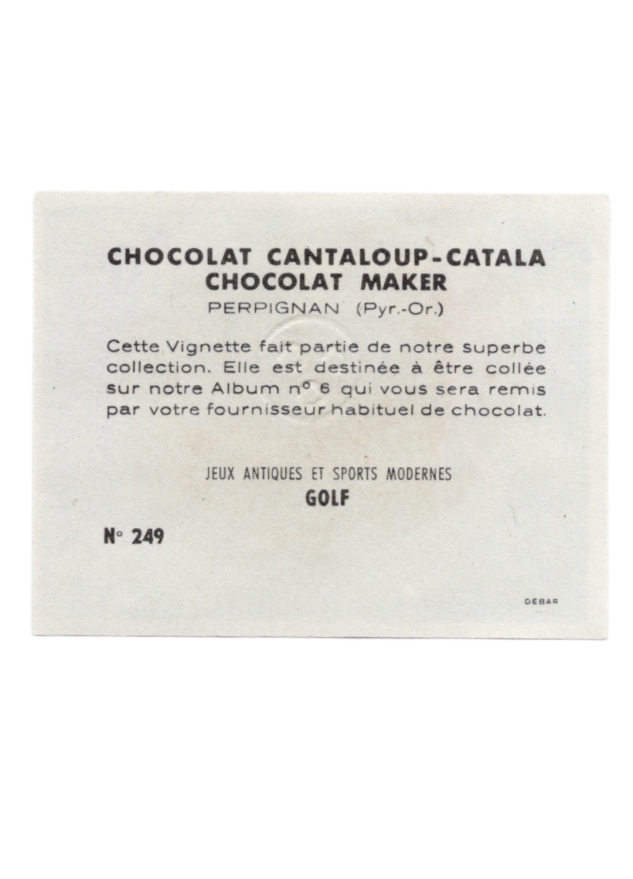 CHOCOLAT CANTALOUP-CATALA
CHOCOLAT MAKER
PERPIGNAN (Pyr.-Or.)
Cette Vignette fait partie de notre superbe
collection. Elle est destinée à être collée
sur notre Album nº 6 qui vous sera remis
par votre fournisseur habituel de chocolat.
JEUX ANTIQUES ET SPORTS MODERNES
GOLF
Nº 249
DEBAR